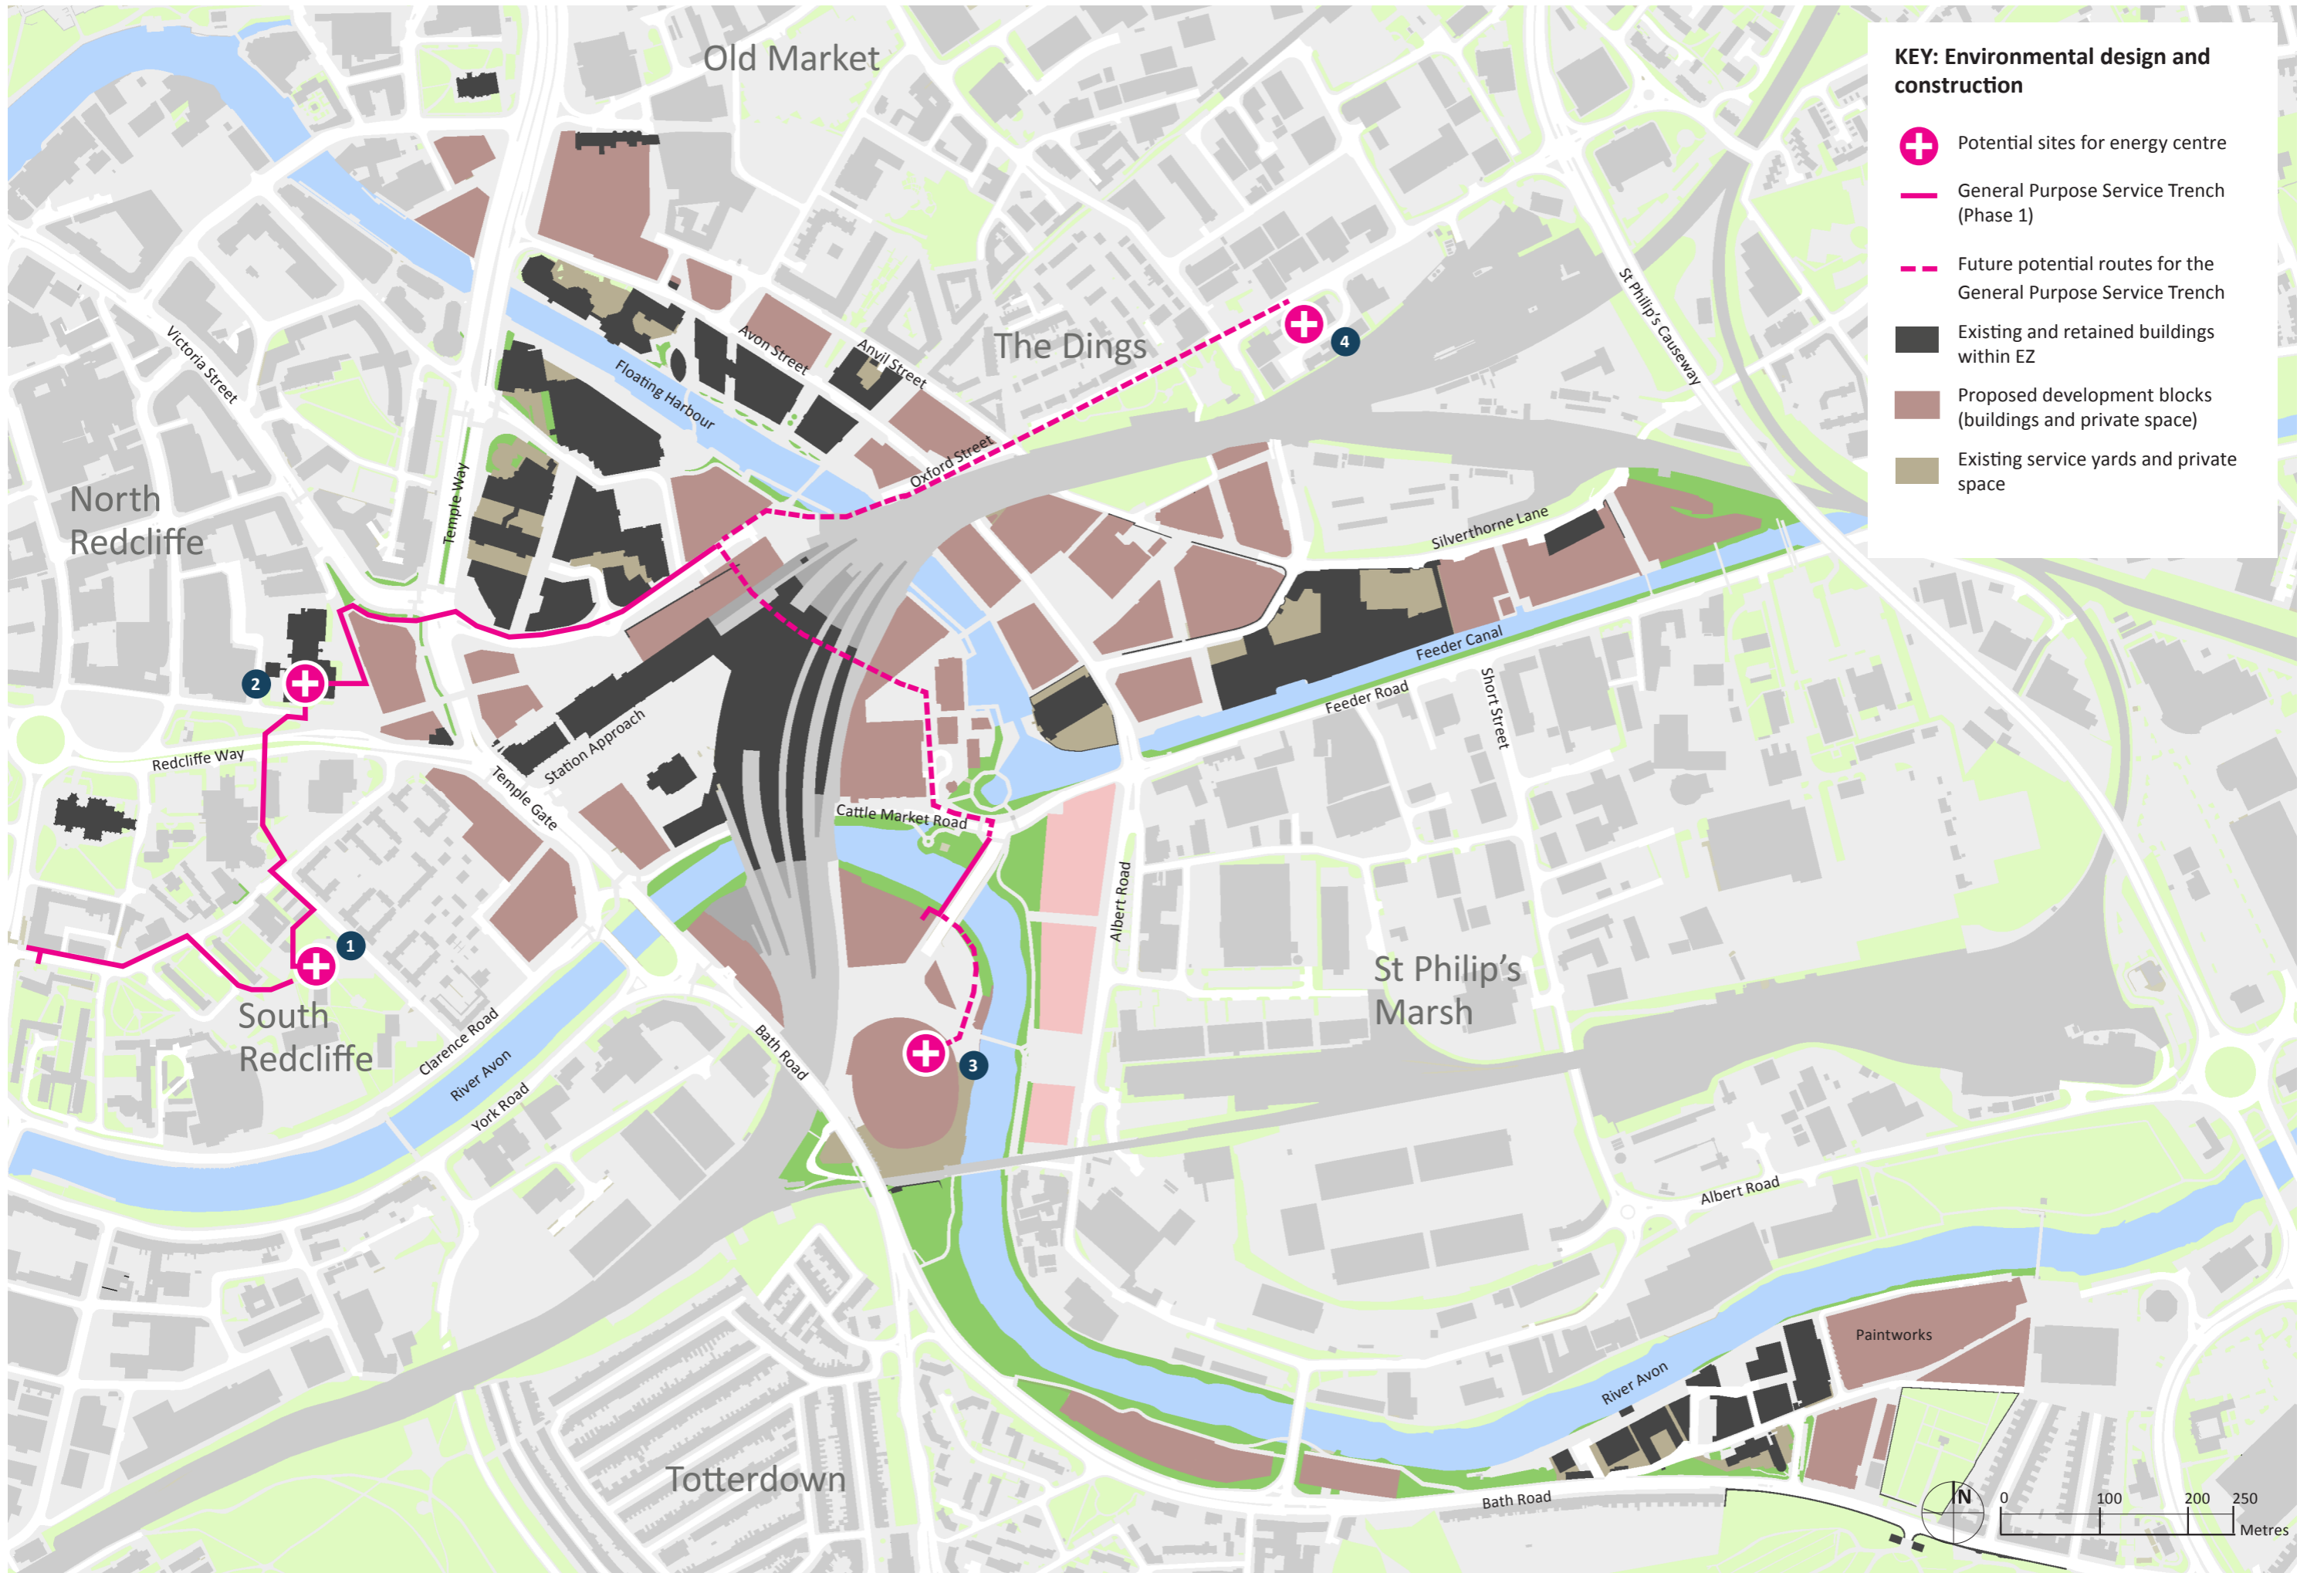 Old Market
KEY: Environmental design and
construction
Potential sites for energy centre
General Purpose Service Trench
(Phase 1)
Future potential routes for the
General Purpose Service Trench
Existing and retained buildings
within EZ
Proposed development blocks
(buildings and private space)
Existing service yards and private
space
St Philip's Causeway
Victoria Street
Avon Street
Anvil Street
The Dings
4
Floating Harbour
Oxford Street
Temple Way
North
Redcliffe
Silverthorne Lane
Feeder Canal
Feeder Road
Short Street
2
Redcliffe Way
Station Approach
Temple Gate
Cattle Market Road
Albert Road
1
St Philip's
Marsh
South
Redcliffe
Clarence Road
River Avon
York Road
Bath Road
3
Albert Road
Paintworks
River Avon
Totterdown
Bath Road
N
0 100 200 250
Metres